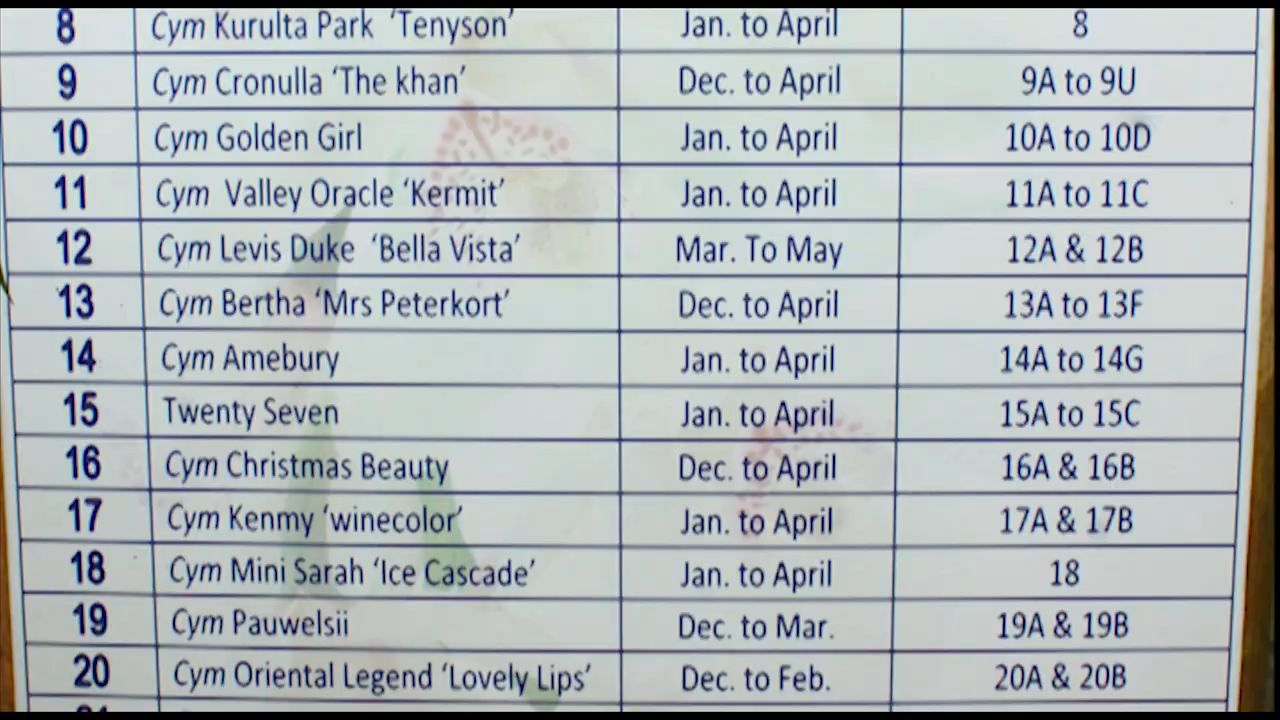 8 Cym Kurulta Park 'Tenyson' Jan. to April 8
9 Cym Cronulla 'The khan' Dec. to April 9A to 9U
10 Cym Golden Girl Jan. to April 10A to 10D
11 Cym Valley Oracle 'Kermit' Jan. to April 11A to 11C
12 Cym Levis Duke 'Bella Vista' Mar. To May 12A & 12B
13 Cym Bertha 'Mrs Peterkort' Dec. to April 13A to 13F
14 Cym Amebury Jan. to April 14A to 14G
15 Twenty Seven Jan. to April 15A to 15C
16 Cym Christmas Beauty Dec. to April 16A & 16B
17 Cym Kenmy 'winecolor' Jan. to April 17A & 17B
18 Cym Mini Sarah 'Ice Cascade' Jan. to April 18
19 Cym Pauwelsii Dec. to Mar. 19A & 19B
20 Cym Oriental Legend 'Lovely Lips' Dec. to Feb. 20A & 20B